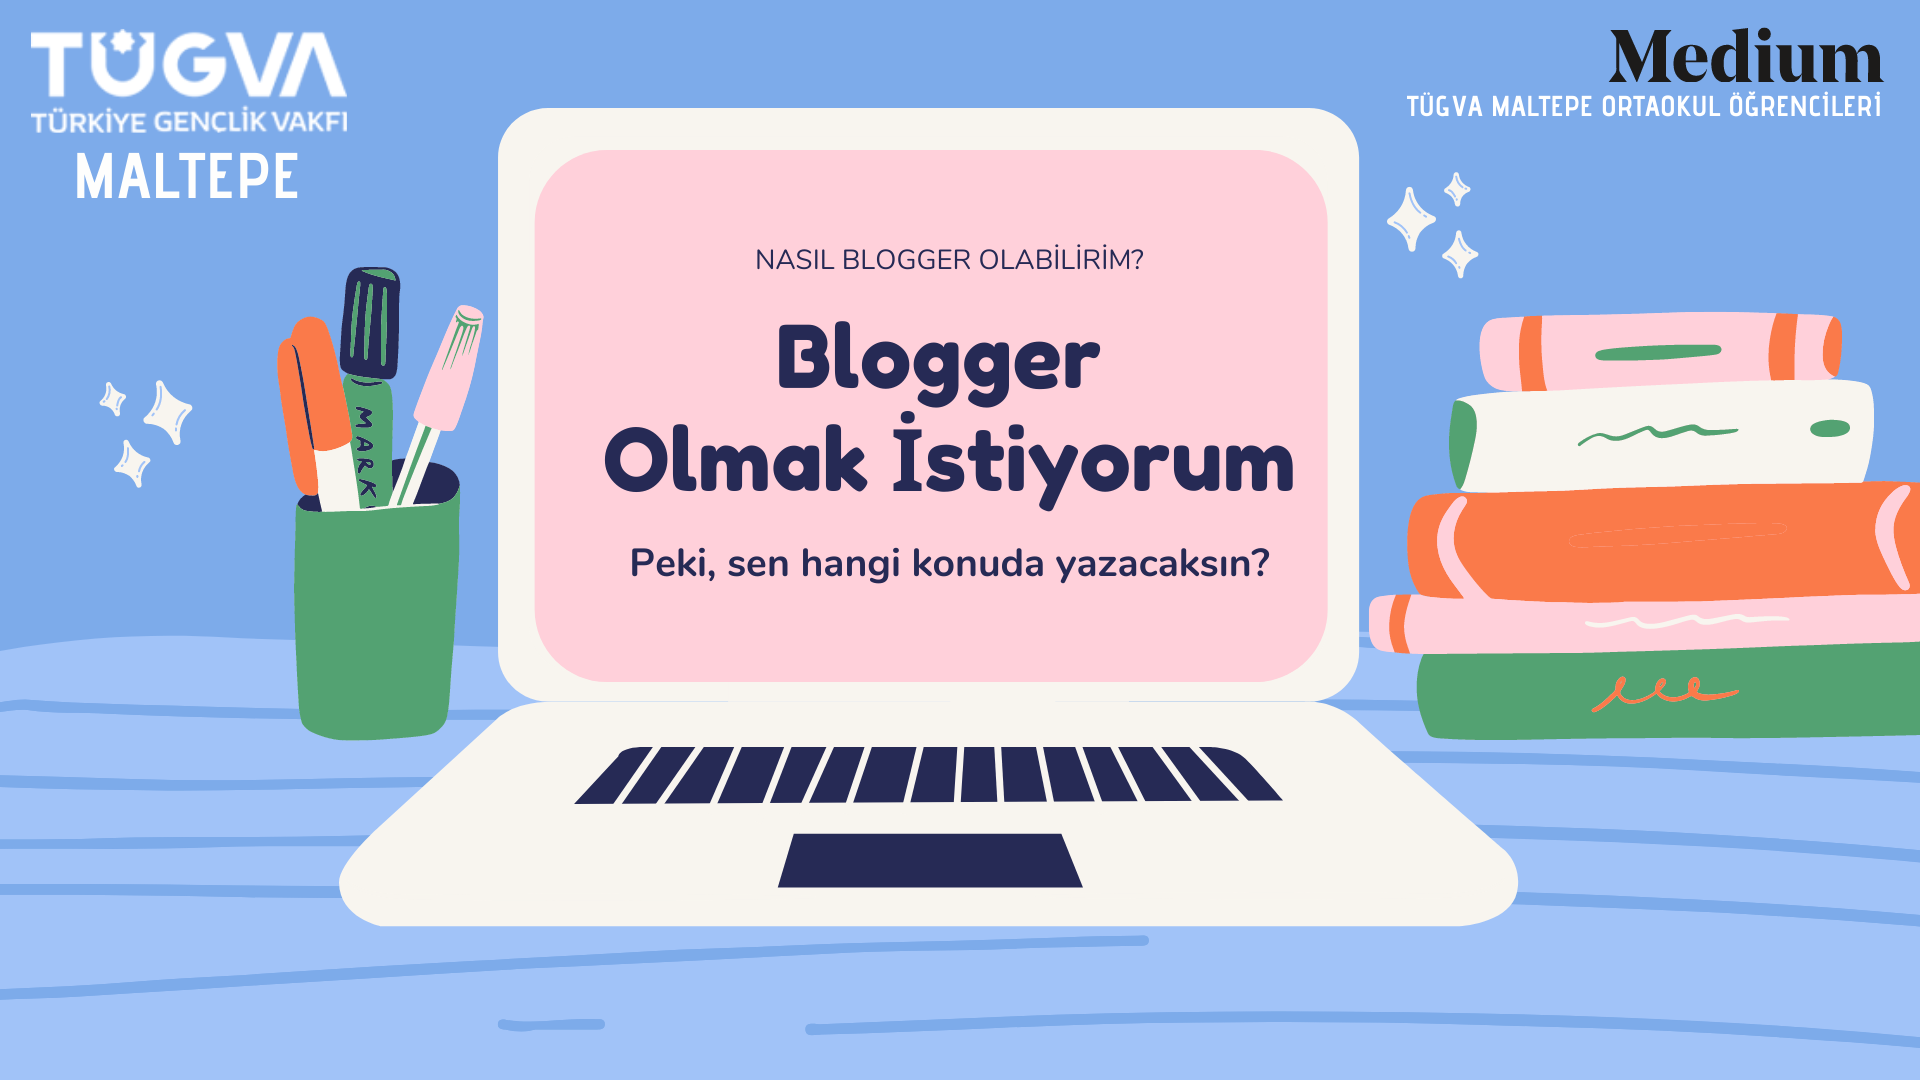 TÜGVA
TÜRKİYE GENÇLİK VAKFI
MALTEPE
Medium
TÜGVA MALTEPE ORTAOKUL ÖĞRENCİLERİ
NASIL BLOGGER OLABİLİRİM?
Blogger
Olmak İstiyorum
Peki, sen hangi konuda yazacaksın?
MARK